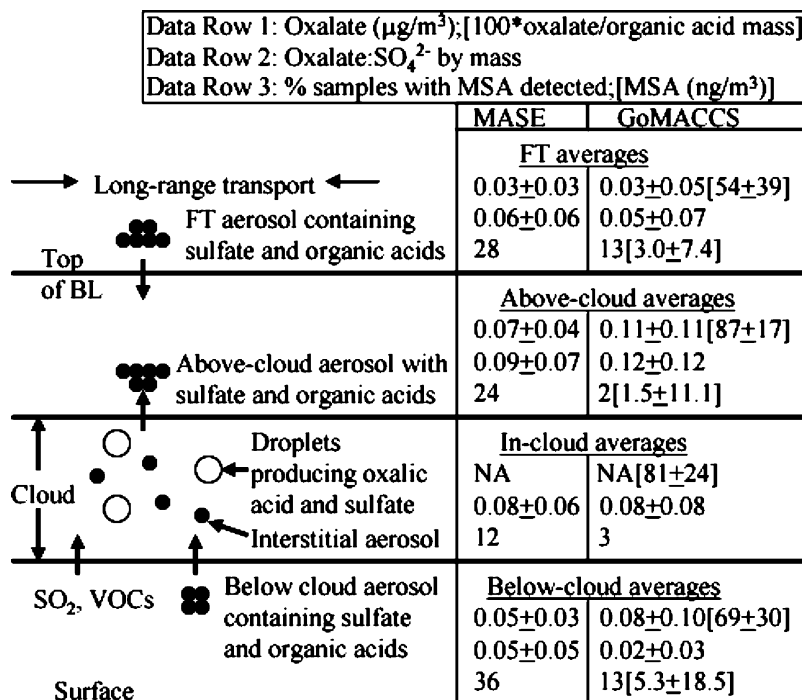 Data Row 1: Oxalate (μg/m³);[100*oxalate/organic acid mass]
Data Row 2: Oxalate:SO₄²⁻ by mass
Data Row 3: % samples with MSA detected;[MSA (ng/m³)]
MASE GoMACCS
FT averages
0.03±0.03 0.03±0.05[54±39]
0.06±0.06 0.05±0.07
28 13[3.0±7.4]
Long-range transport
FT aerosol containing
sulfate and organic acids
Top
of BL
Above-cloud averages
0.07±0.04 0.11±0.11[87±17]
0.09±0.07 0.12±0.12
24 2[1.5±11.1]
Above-cloud aerosol with
sulfate and organic acids
In-cloud averages
NA NA[81±24]
0.08±0.06 0.08±0.08
12 3
Cloud
Droplets
producing oxalic
acid and sulfate
Interstitial aerosol
Below-cloud averages
0.05±0.03 0.08±0.10[69±30]
0.05±0.05 0.02±0.03
36 13[5.3±18.5]
SO₂, VOCs
Below cloud aerosol
containing sulfate
and organic acids
Surface